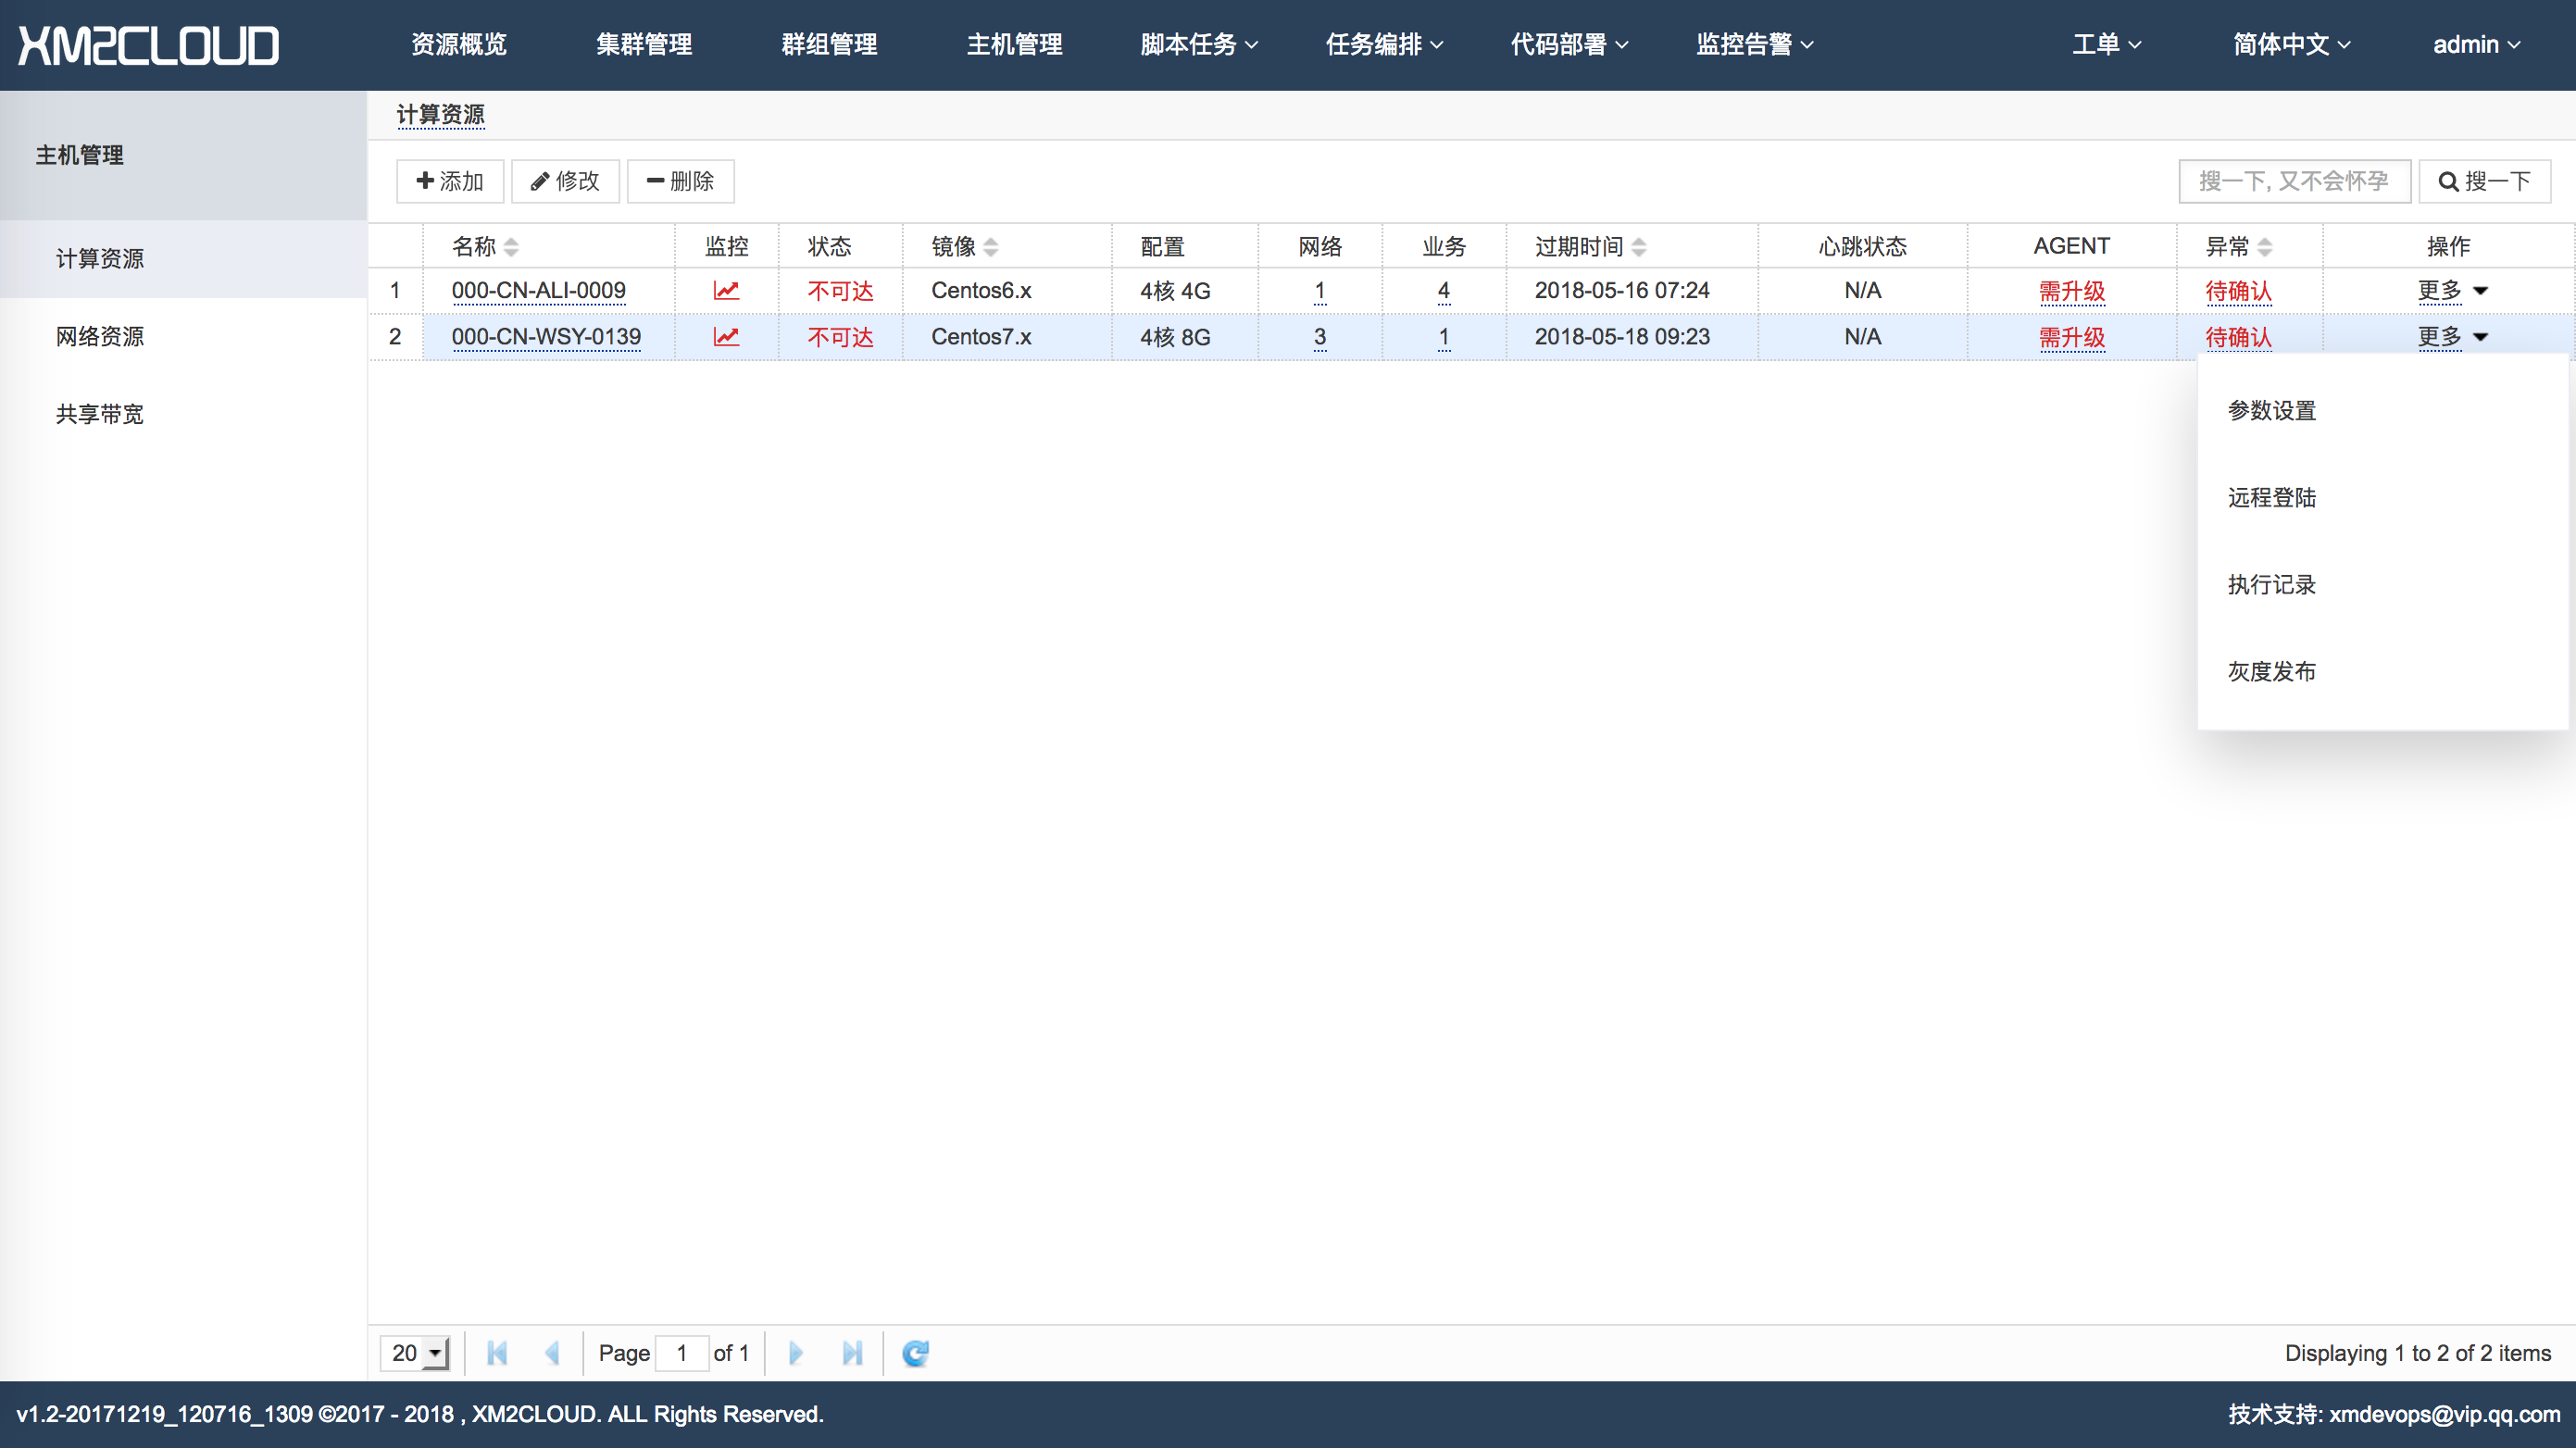 XM2CLOUD 资源概览 集群管理 群组管理 主机管理 脚本任务 任务编排 代码部署 监控告警 工单 简体中文 admin
主机管理
计算资源
网络资源
共享带宽
计算资源
添加 修改 删除 搜一下, 又不会怀孕 搜一下
名称 监控 状态 镜像 配置 网络 业务 过期时间 心跳状态 AGENT 异常 操作
1 000-CN-ALI-0009 不可达 Centos6.x 4核 4G 1 4 2018-05-16 07:24 N/A 需升级 待确认 更多
2 000-CN-WSY-0139 不可达 Centos7.x 4核 8G 3 1 2018-05-18 09:23 N/A 需升级 待确认 更多
参数设置
远程登陆
执行记录
灰度发布
20 Page 1 of 1 Displaying 1 to 2 of 2 items
v1.2-20171219_120716_1309 ©2017 - 2018 , XM2CLOUD. ALL Rights Reserved. 技术支持: xmdevops@vip.qq.com